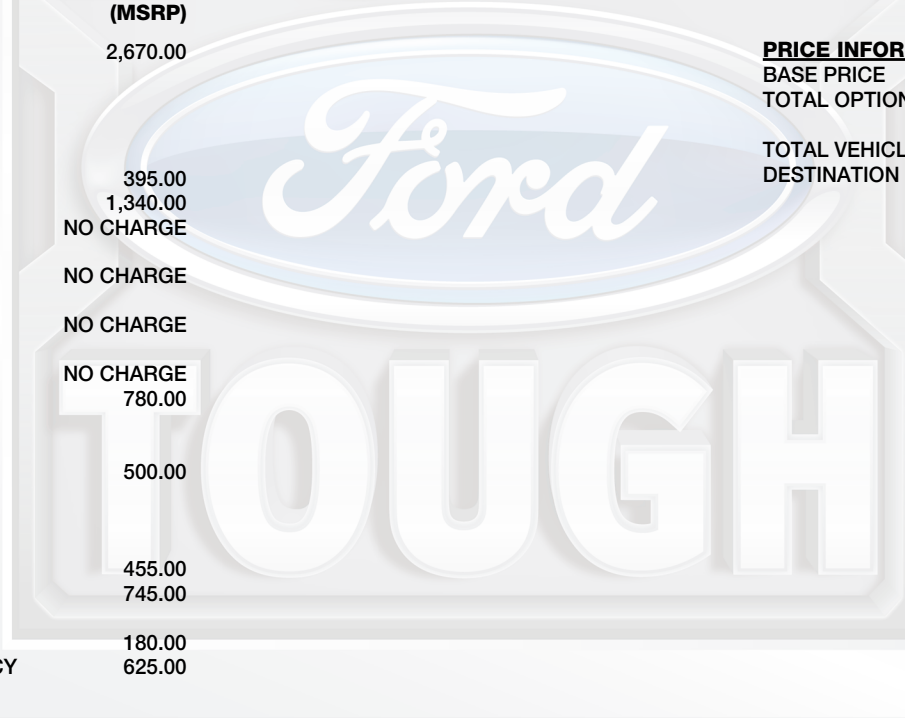 (MSRP)
2,670.00
395.00
1,340.00
NO CHARGE
NO CHARGE
NO CHARGE
NO CHARGE
780.00
500.00
455.00
745.00
180.00
CY 625.00
PRICE INFOR
BASE PRICE
TOTAL OPTION
TOTAL VEHICL
DESTINATION
Ford
TOUGH